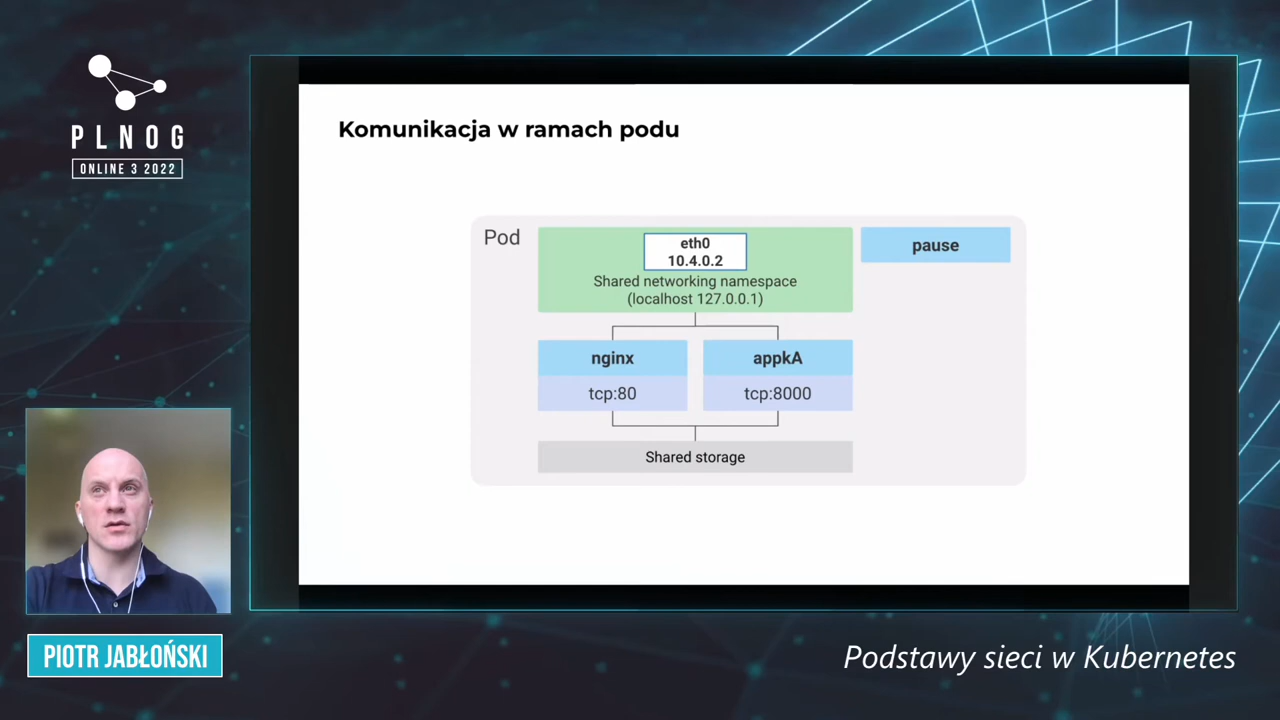 PLNOG
ONLINE 3 2022
Komunikacja w ramach podu
Pod
eth0
10.4.0.2
Shared networking namespace
(localhost 127.0.0.1)
pause
nginx
tcp:80
appkA
tcp:8000
Shared storage
PIOTR JABŁOŃSKI
Podstawy sieci w Kubernetes